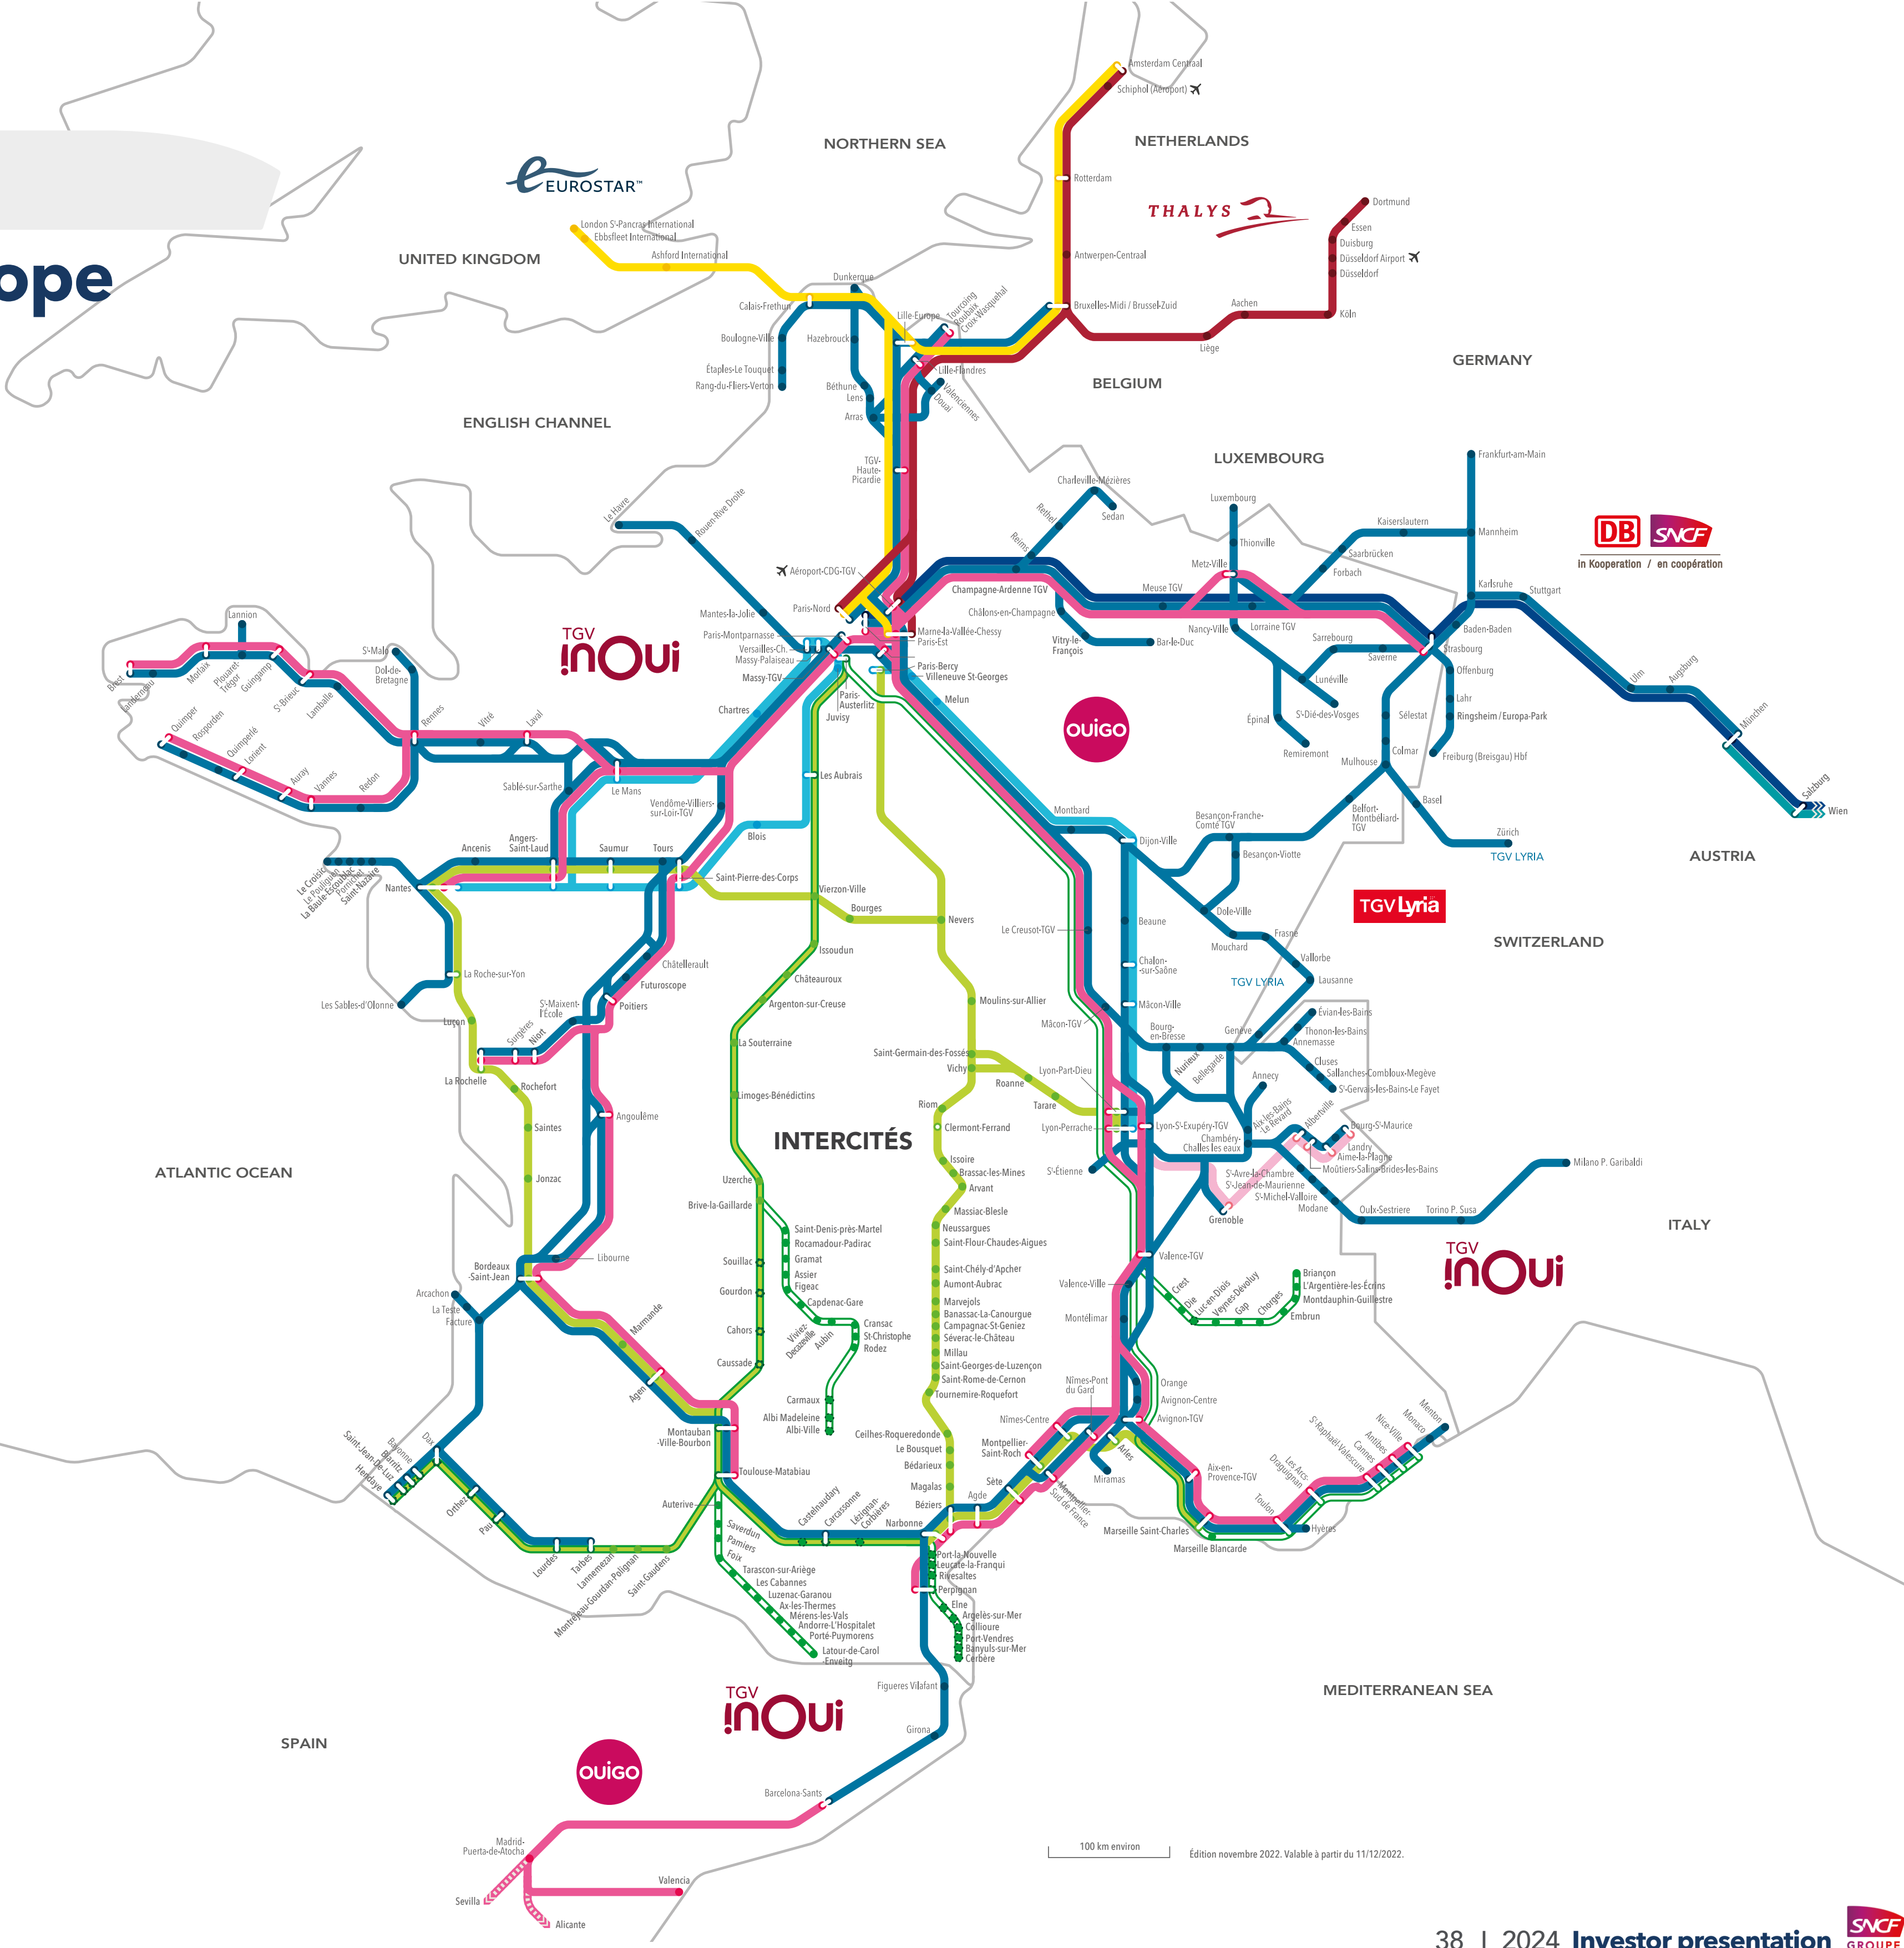 ope
NORTHERN SEA
NETHERLANDS
UNITED KINGDOM
ENGLISH CHANNEL
BELGIUM
GERMANY
LUXEMBOURG
AUSTRIA
SWITZERLAND
ITALY
ATLANTIC OCEAN
SPAIN
MEDITERRANEAN SEA
EUROSTAR™
THALYS
DB SNCF
in Kooperation / en coopération
TGV
inOui
OUIGO
TGV Lyria
TGV LYRIA
TGV LYRIA
INTERCITÉS
TGV
inOui
TGV
inOui
OUIGO
Amsterdam Centraal
Schiphol (Aéroport)
Rotterdam
Antwerpen-Centraal
Bruxelles-Midi / Brussel-Zuid
Liège
Aachen
Köln
Düsseldorf
Düsseldorf Airport
Duisburg
Essen
Dortmund
London St-Pancras International
Ebbsfleet International
Ashford International
Calais-Frethun
Dunkerque
Boulogne-Ville
Étaples-Le Touquet
Rang-du-Fliers-Verton
Hazebrouck
Béthune
Lens
Arras
Lille-Europe
Tourcoing
Roubaix
Croix-Wasquehal
Lille-Flandres
Valenciennes
Douai
TGV-
Haute-
Picardie
Le Havre
Rouen-Rive Droite
Mantes-la-Jolie
Aéroport-CDG-TGV
Paris-Nord
Paris-Montparnasse
Versailles-Ch.
Massy-Palaiseau
Massy-TGV
Marne-la-Vallée-Chessy
Paris-Est
Paris-Bercy
Villeneuve St-Georges
Paris-
Austerlitz
Juvisy
Melun
Charleville-Mézières
Sedan
Rethel
Reims
Champagne-Ardenne TGV
Châlons-en-Champagne
Vitry-le-
François
Bar-le-Duc
Meuse TGV
Luxembourg
Thionville
Metz-Ville
Nancy-Ville
Lorraine TGV
Forbach
Saarbrücken
Kaiserslautern
Mannheim
Frankfurt-am-Main
Karlsruhe
Stuttgart
Baden-Baden
Strasbourg
Sarrebourg
Saverne
Lunéville
St-Dié-des-Vosges
Épinal
Remiremont
Offenburg
Lahr
Ringsheim / Europa-Park
Freiburg (Breisgau) Hbf
Sélestat
Colmar
Mulhouse
Ulm
Augsburg
München
Salzburg
Wien
Basel
Zürich
Belfort-
Montbéliard-
TGV
Besançon-Franche-
Comté TGV
Besançon-Viotte
Montbard
Dijon-Ville
Dole-Ville
Mouchard
Frasne
Vallorbe
Lausanne
Beaune
Le Creusot-TGV
Chalon-
-sur-Saône
Mâcon-Ville
Mâcon-TGV
Bourg-
en-Bresse
Nurieux
Bellegarde
Genève
Évian-les-Bains
Thonon-les-Bains
Annemasse
Cluses
Sallanches-Combloux-Megève
St-Gervais-les-Bains-Le Fayet
Annecy
Aix-les-Bains
Le Revard
Chambéry-
Challes les eaux
Albertville
Bourg-St-Maurice
Landry
Aime-la-Plagne
Moûtiers-Salins-Brides-les-Bains
St-Avre-la-Chambre
St-Jean-de-Maurienne
St-Michel-Valloire
Modane
Oulx-Sestriere
Torino P. Susa
Milano P. Garibaldi
Grenoble
Lyon-Part-Dieu
Lyon-Perrache
Lyon-St-Exupéry-TGV
St-Étienne
Valence-TGV
Valence-Ville
Montélimar
Crest
Die
Luc-en-Diois
Veynes-Dévoluy
Gap
Chorges
Embrun
Montdauphin-Guillestre
L'Argentière-les-Écrins
Briançon
Orange
Avignon-Centre
Avignon-TGV
Nîmes-Pont
du Gard
Nîmes-Centre
Montpellier-
Saint-Roch
Montpellier-
Sud de France
Arles
Miramas
Aix-en-
Provence-TGV
Marseille Saint-Charles
Marseille Blancarde
Toulon
Hyères
Les Arcs-
Draguignan
St-Raphaël-Valescure
Cannes
Antibes
Nice-Ville
Monaco
Menton
Lannion
Brest
Landerneau
Morlaix
Plouaret-
Trégor
Guingamp
St-Brieuc
Lamballe
St-Malo
Dol-de-
Bretagne
Rennes
Vitré
Laval
Quimper
Rosporden
Quimperlé
Lorient
Auray
Vannes
Redon
Sablé-sur-Sarthe
Le Mans
Chartres
Vendôme-Villiers-
sur-Loir-TGV
Les Aubrais
Blois
Le Croisic
Le Pouliguen
La Baule-Escoublac
Pornichet
Saint-Nazaire
Nantes
Ancenis
Angers-
Saint-Laud
Saumur
Tours
Saint-Pierre-des-Corps
Vierzon-Ville
Bourges
Nevers
Issoudun
Châteauroux
Argenton-sur-Creuse
La Souterraine
Limoges-Bénédictins
Uzerche
Brive-la-Gaillarde
La Roche-sur-Yon
Les Sables-d'Olonne
Luçon
La Rochelle
Surgères
Niort
St-Maixent-
l'École
Châtellerault
Futuroscope
Poitiers
Rochefort
Saintes
Jonzac
Angoulême
Libourne
Bordeaux
-Saint-Jean
Arcachon
La Teste
Facture
Marmande
Agen
Montauban
-Ville-Bourbon
Toulouse-Matabiau
Souillac
Gourdon
Cahors
Caussade
Saint-Denis-près-Martel
Rocamadour-Padirac
Gramat
Assier
Figeac
Capdenac-Gare
Viviez-
Decazeville
Aubin
Cransac
St-Christophe
Rodez
Carmaux
Albi Madeleine
Albi-Ville
Moulins-sur-Allier
Saint-Germain-des-Fossés
Vichy
Roanne
Tarare
Riom
Clermont-Ferrand
Issoire
Brassac-les-Mines
Arvant
Massiac-Blesle
Neussargues
Saint-Flour-Chaudes-Aigues
Saint-Chély-d'Apcher
Aumont-Aubrac
Marvejols
Banassac-La-Canourgue
Campagnac-St-Geniez
Séverac-le-Château
Millau
Saint-Georges-de-Luzençon
Saint-Rome-de-Cernon
Tournemire-Roquefort
Ceilhes-Roqueredonde
Le Bousquet
Bédarieux
Magalas
Béziers
Agde
Sète
Narbonne
Dax
Bayonne
Biarritz
Saint-Jean-De-Luz
Hendaye
Orthez
Pau
Lourdes
Tarbes
Lannemezan
Montréjeau-Gourdan-Polignan
Saint-Gaudens
Auterive
Saverdun
Pamiers
Foix
Tarascon-sur-Ariège
Les Cabannes
Luzenac-Garanou
Ax-les-Thermes
Mérens-les-Vals
Andorre-L'Hospitalet
Porté-Puymorens
Latour-de-Carol
-Enveitg
Castelnaudary
Carcassonne
Lézignan-
Corbières
Port-la-Nouvelle
Leucate-la-Franqui
Rivesaltes
Perpignan
Elne
Argelès-sur-Mer
Collioure
Port-Vendres
Banyuls-sur-Mer
Cerbère
Figueres Vilafant
Girona
Barcelona-Sants
Madrid-
Puerta-de-Atocha
Sevilla
Valencia
Alicante
100 km environ
Édition novembre 2022. Valable à partir du 11/12/2022.
38 | 2024 Investor presentation
SNCF
GROUPE